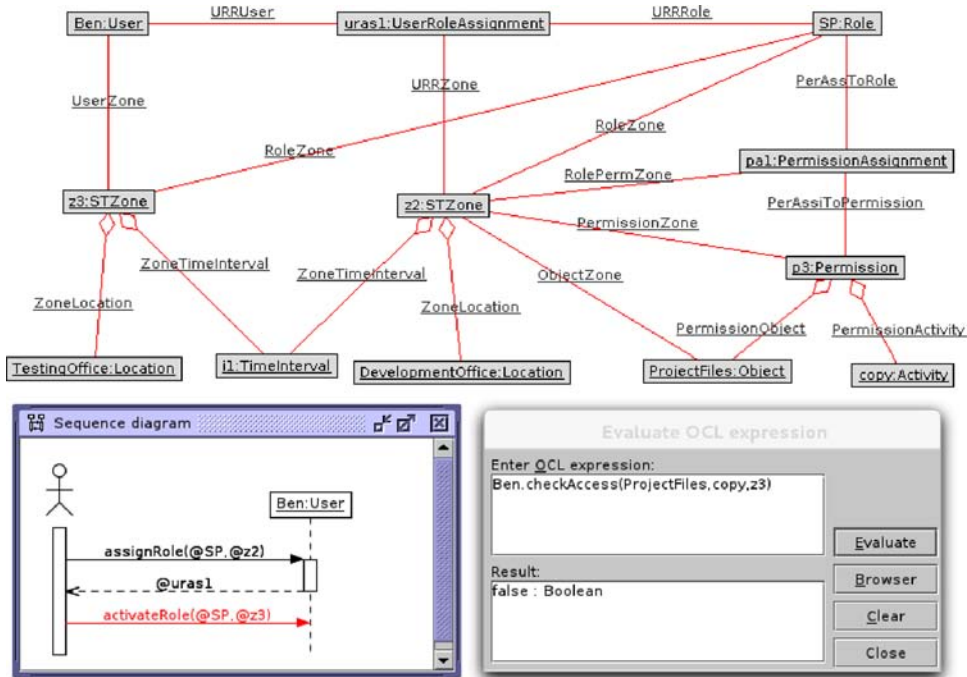 URRUser
URRRole
Ben:User
uras1:UserRoleAssignment
SP:Role
URRZone
PerAssToRole
UserZone
RoleZone
RoleZone
pa1:PermissionAssignment
RolePermZone
z3:STZone
z2:STZone
PerAssiToPermission
PermissionZone
ZoneTimeInterval
ZoneTimeInterval
ObjectZone
p3:Permission
ZoneLocation
ZoneLocation
PermissionObject
PermissionActivity
TestingOffice:Location
i1:TimeInterval
DevelopmentOffice:Location
ProjectFiles:Object
copy:Activity
Sequence diagram
Ben:User
assignRole(@SP,@z2)
@uras1
activateRole(@SP,@z3)
Evaluate OCL expression
Enter OCL expression:
Ben.checkAccess(ProjectFiles,copy,z3)
Evaluate
Result:
false : Boolean
Browser
Clear
Close